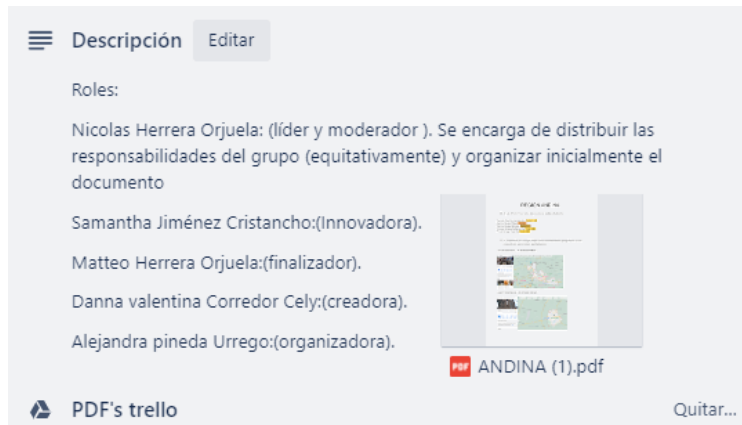 Descripción Editar
Roles:
Nicolas Herrera Orjuela: (líder y moderador ). Se encarga de distribuir las
responsabilidades del grupo (equitativamente) y organizar inicialmente el
documento
Samantha Jiménez Cristancho:(Innovadora).
Matteo Herrera Orjuela:(finalizador).
Danna valentina Corredor Cely:(creadora).
Alejandra pineda Urrego:(organizadora).
PDF ANDINA (1).pdf
PDF's trello Quitar...